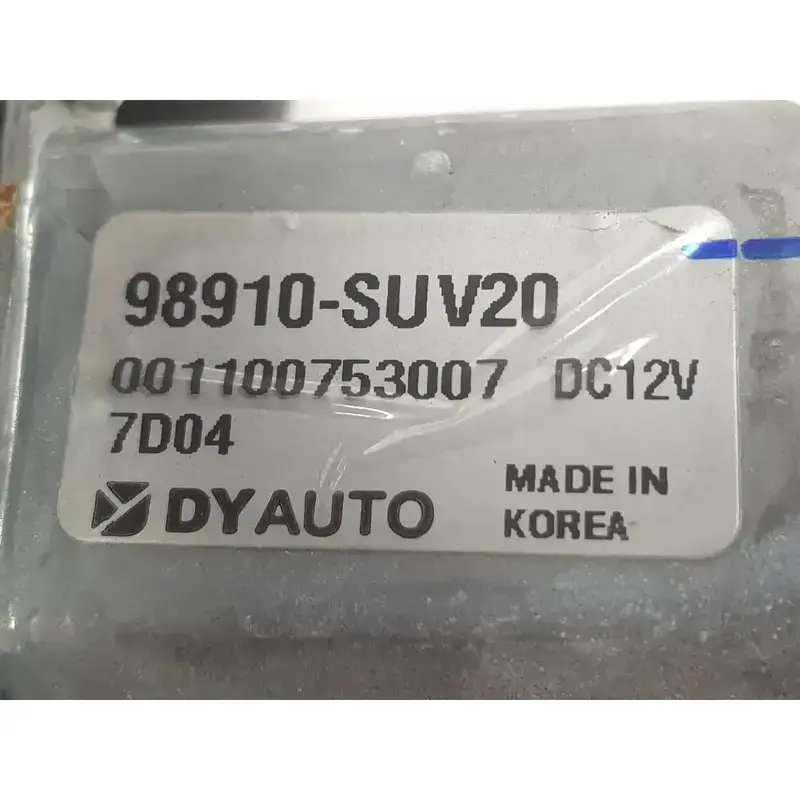 98910-SUV20
001100753007 DC12V
7D04
DYAUTO
MADE IN
KOREA